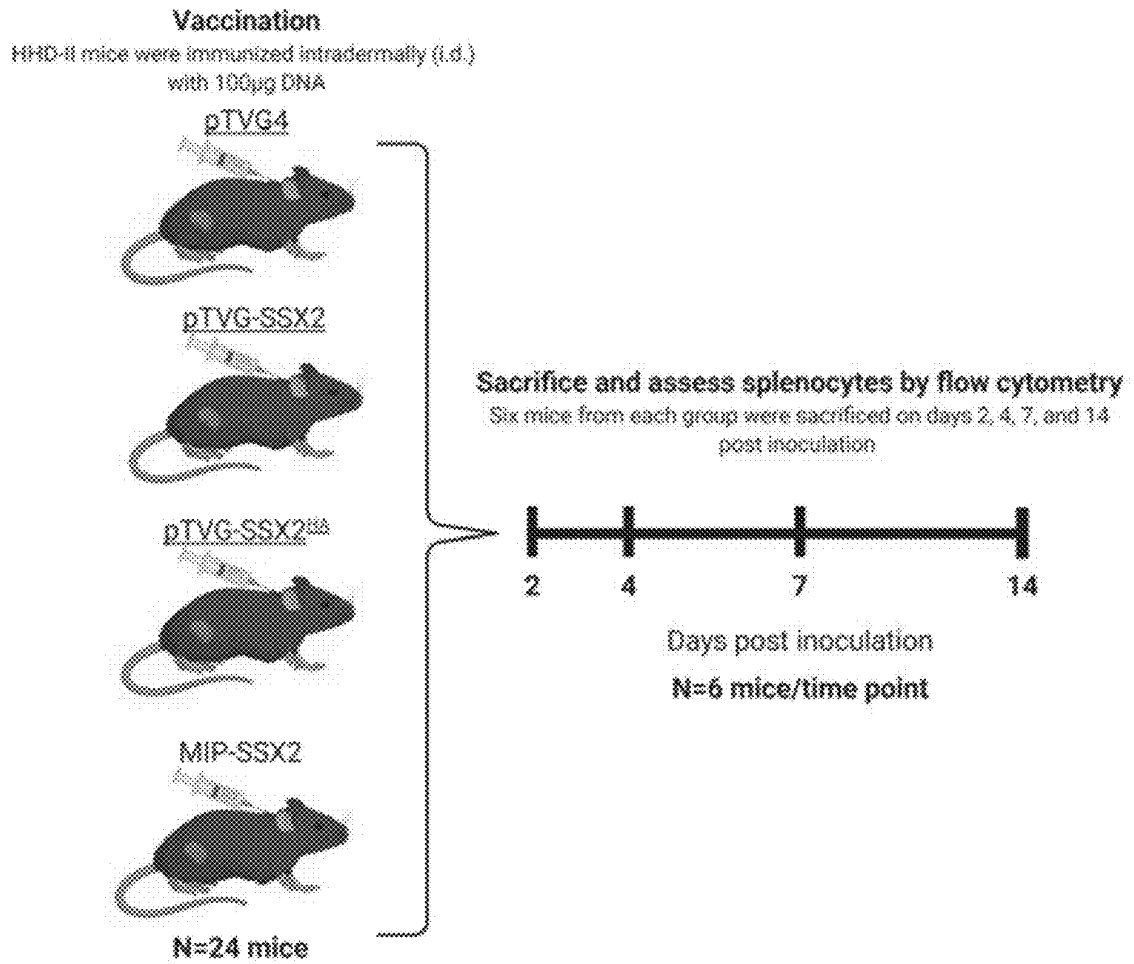 Vaccination
HHD-II mice were immunized intradermally (i.d.)
with 100µg DNA
pTVG4
pTVG-SSX2
pTVG-SSX2
MIP-SSX2
N=24 mice
Sacrifice and assess splenocytes by flow cytometry
Six mice from each group were sacrificed on days 2, 4, 7, and 14
post inoculation
2 4 7 14
Days post inoculation
N=6 mice/time point